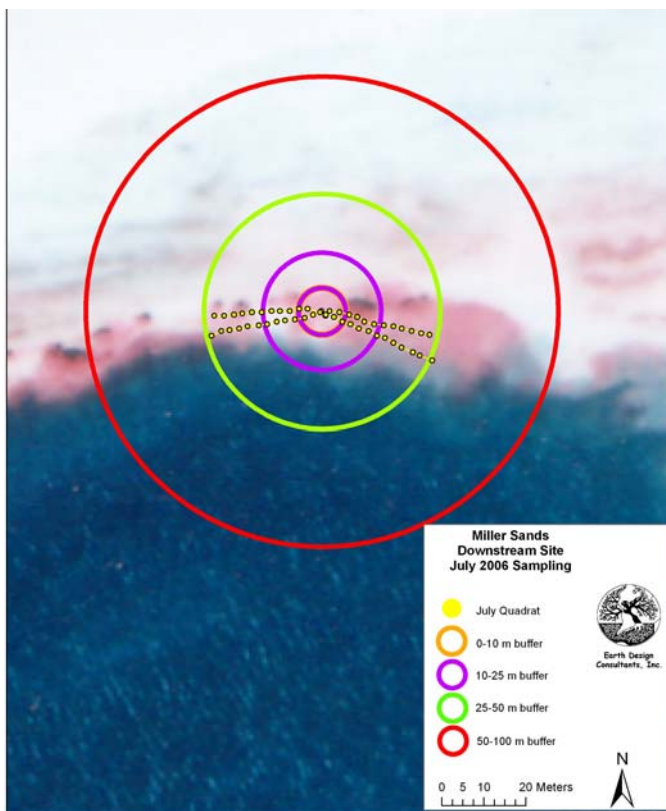 Miller Sands
Downstream Site
July 2006 Sampling
July Quadrat
0-10 m buffer
10-25 m buffer
25-50 m buffer
50-100 m buffer
Earth Design
Consultants, Inc.
N
0 5 10 20 Meters